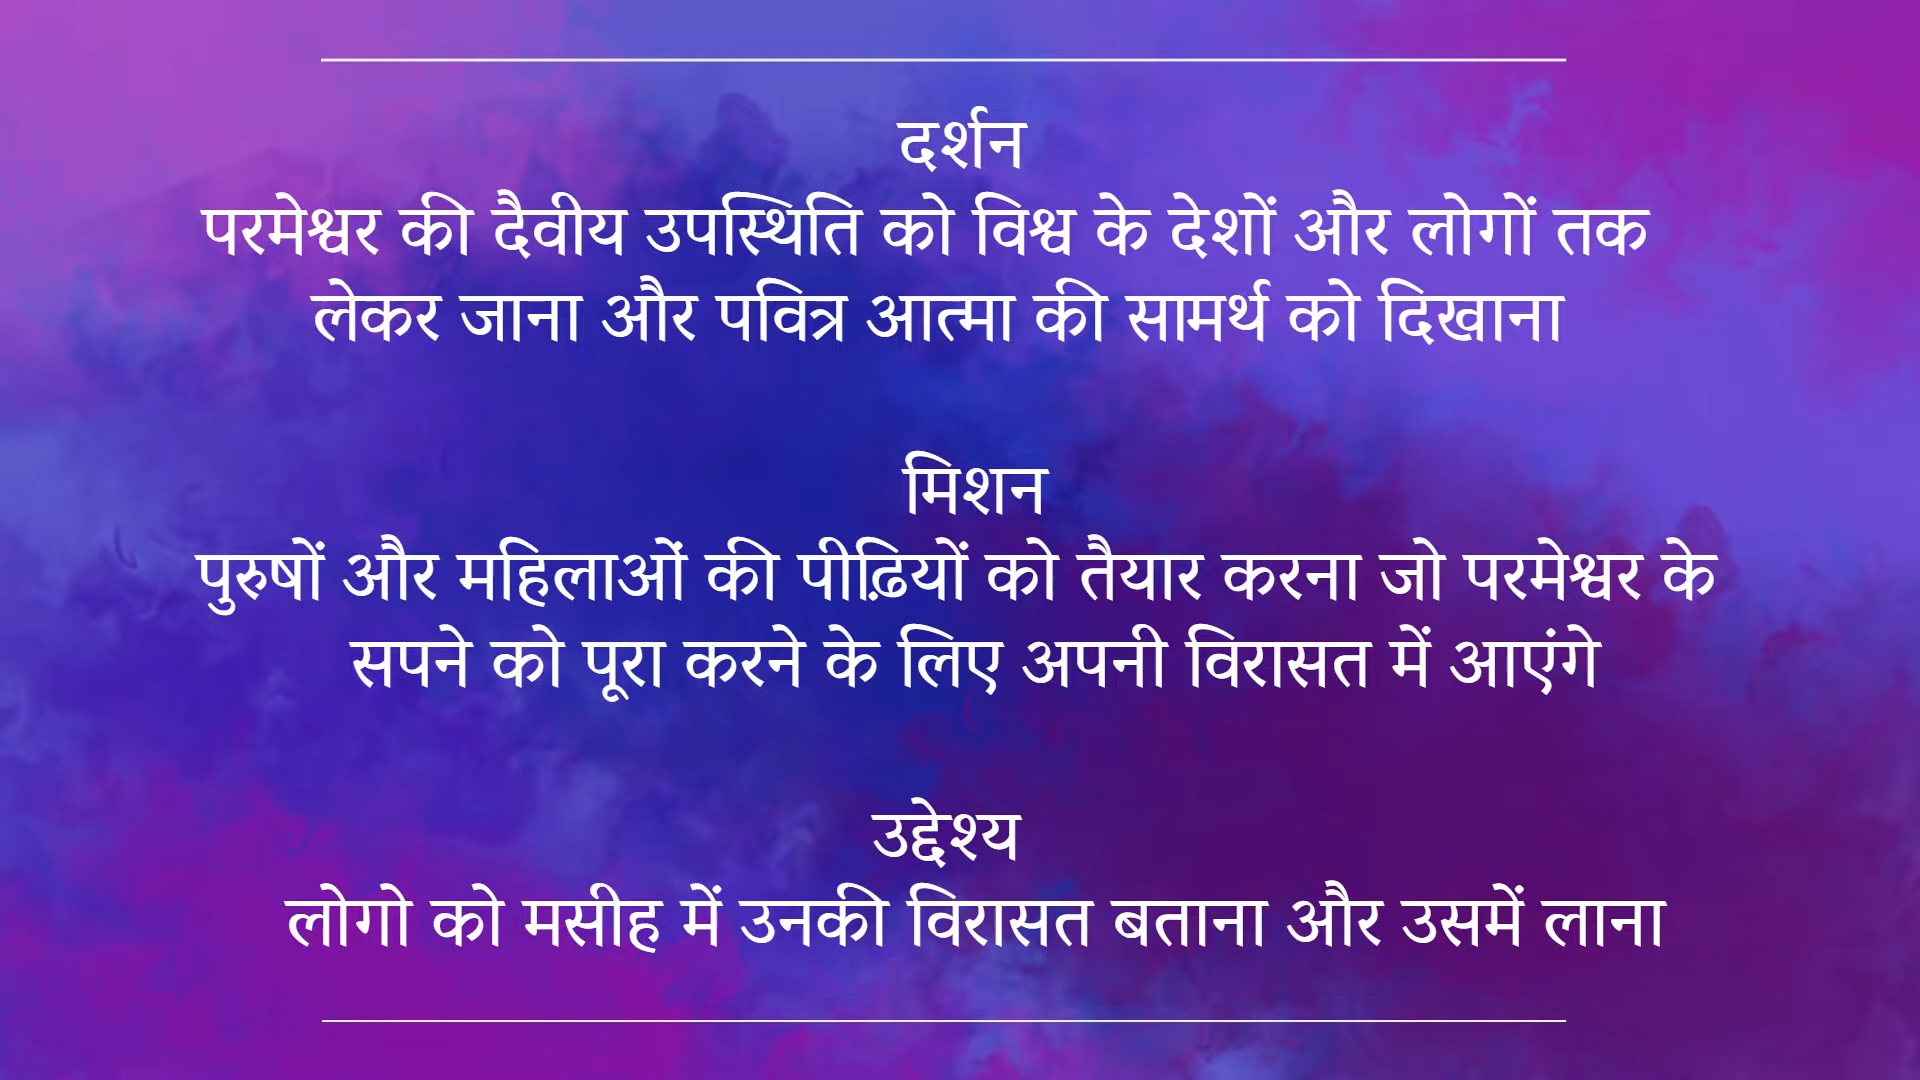 दर्शन
परमेश्वर की दैवीय उपस्थिति को विश्व के देशों और लोगों तक
लेकर जाना और पवित्र आत्मा की सामर्थ को दिखाना
मिशन
पुरुषों और महिलाओं की पीढ़ियों को तैयार करना जो परमेश्वर के
सपने को पूरा करने के लिए अपनी विरासत में आएंगे
उद्देश्य
लोगो को मसीह में उनकी विरासत बताना और उसमें लाना